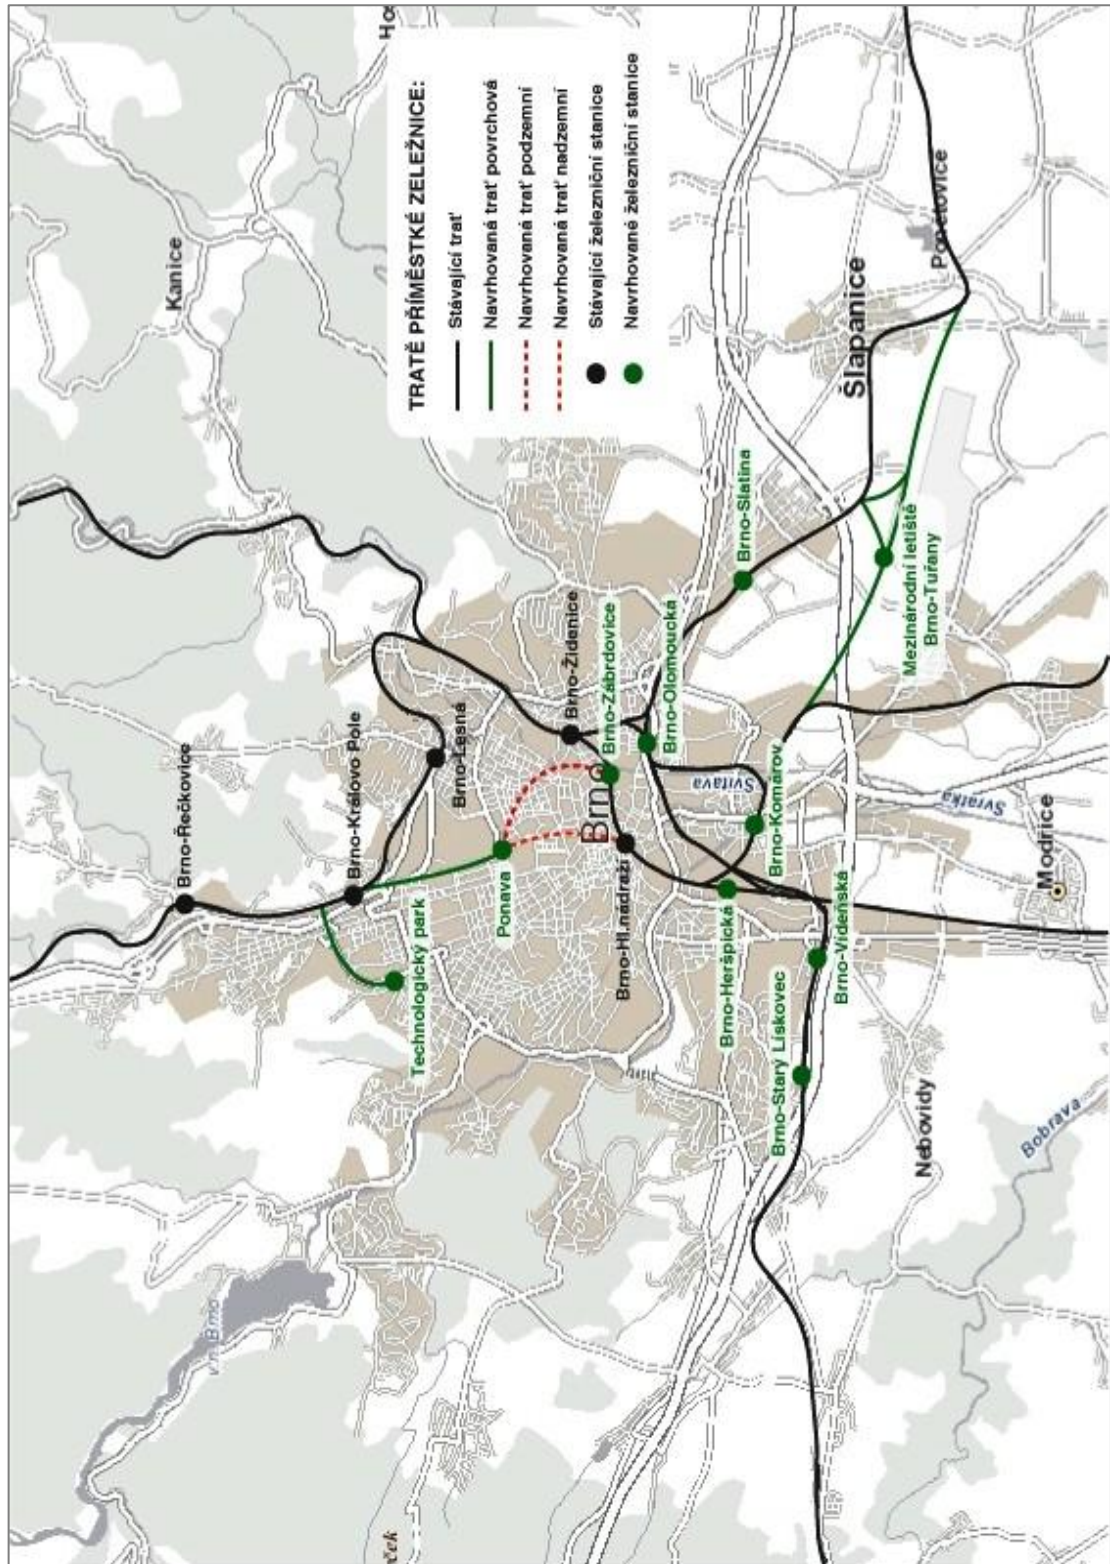 TRATĚ PŘÍMĚSTKÉ ZELEŽNICE:
Stávající trať
Navrhovaná trať povrchová
Navrhovaná trať podzemní
Navrhovaná trať nadzemní
Stávající železniční stanice
Navrhované železniční stanice
Kanice
Brno-Řečkovice
Brno-Královo Pole
Brno-Lesná
Technologický park
Ponava
Brno-Židenice
Brno-Zábrdovice
Brno
Brno-Olomoucká
Brno-Hl.nádraží
Brno-Slatina
Šlapanice
Mezinárodní letiště
Brno-Tuřany
Svitava
Brno-Komárov
Brno-Heršpická
Brno-Vídeňská
Brno-Starý Lískovec
Svratka
Modřice
Nebovidy
Bobrava